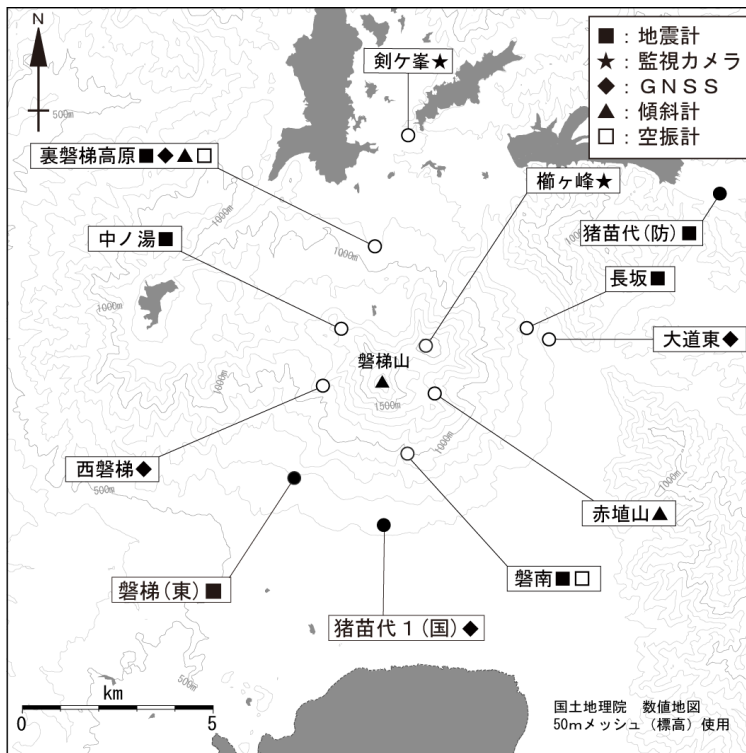 N
剣ケ峯★
■：地震計
★：監視カメラ
◆：ＧＮＳＳ
▲：傾斜計
□：空振計
500m
裏磐梯高原■◆▲□
櫛ヶ峰★
1000m
1000m
猪苗代(防)■
中ノ湯■
1000m
長坂■
1000m
大道東◆
磐梯山
1000m
1500m
1000m
西磐梯◆
500m
1000m
赤埴山▲
磐南■□
磐梯(東)■
猪苗代１(国)◆
500m
km
0
5
国土地理院　数値地図
50mメッシュ（標高）使用